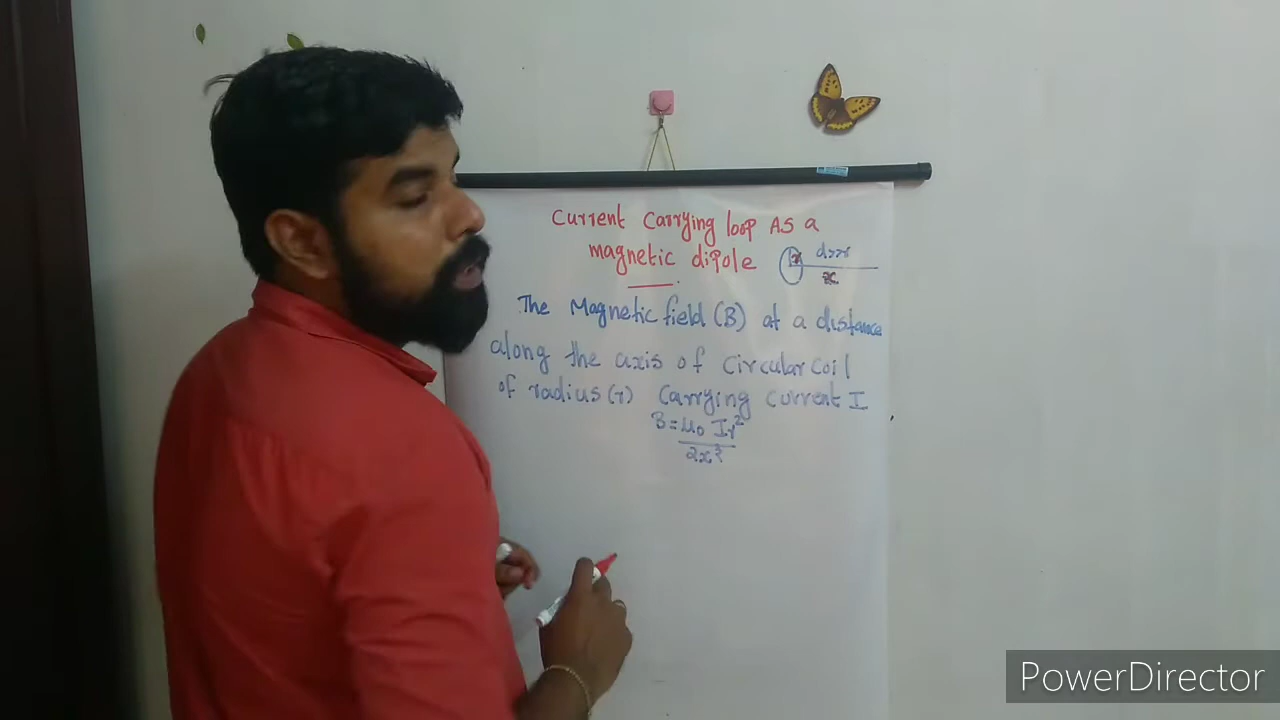 Current Carrying loop As a
magnetic dipole
The Magnetic field (B) at a distance
along the axis of Circular Coil
of radius (r) Carrying Current I
B = μ₀ Ir²
2x³
PowerDirector